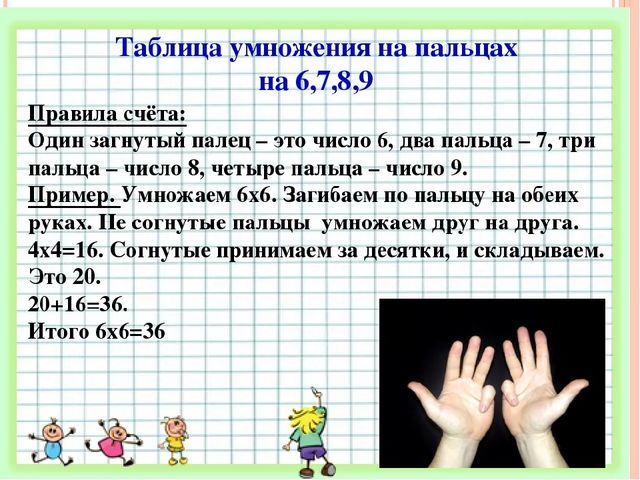 Таблица умножения на пальцах
на 6,7,8,9
Правила счёта:
Один загнутый палец – это число 6, два пальца – 7, три
пальца – число 8, четыре пальца – число 9.
Пример. Умножаем 6х6. Загибаем по пальцу на обеих
руках. Не согнутые пальцы умножаем друг на друга.
4х4=16. Согнутые принимаем за десятки, и складываем.
Это 20.
20+16=36.
Итого 6х6=36